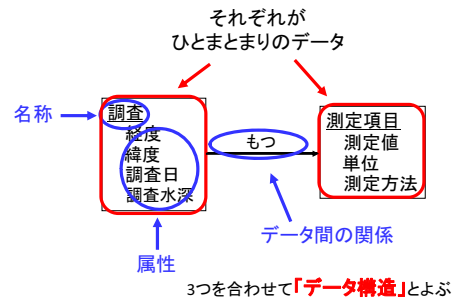 それぞれが
ひとまとまりのデータ
名称
調査
経度
緯度
調査日
調査水深
もつ
測定項目
測定値
単位
測定方法
属性
データ間の関係
3つを合わせて「データ構造」とよぶ